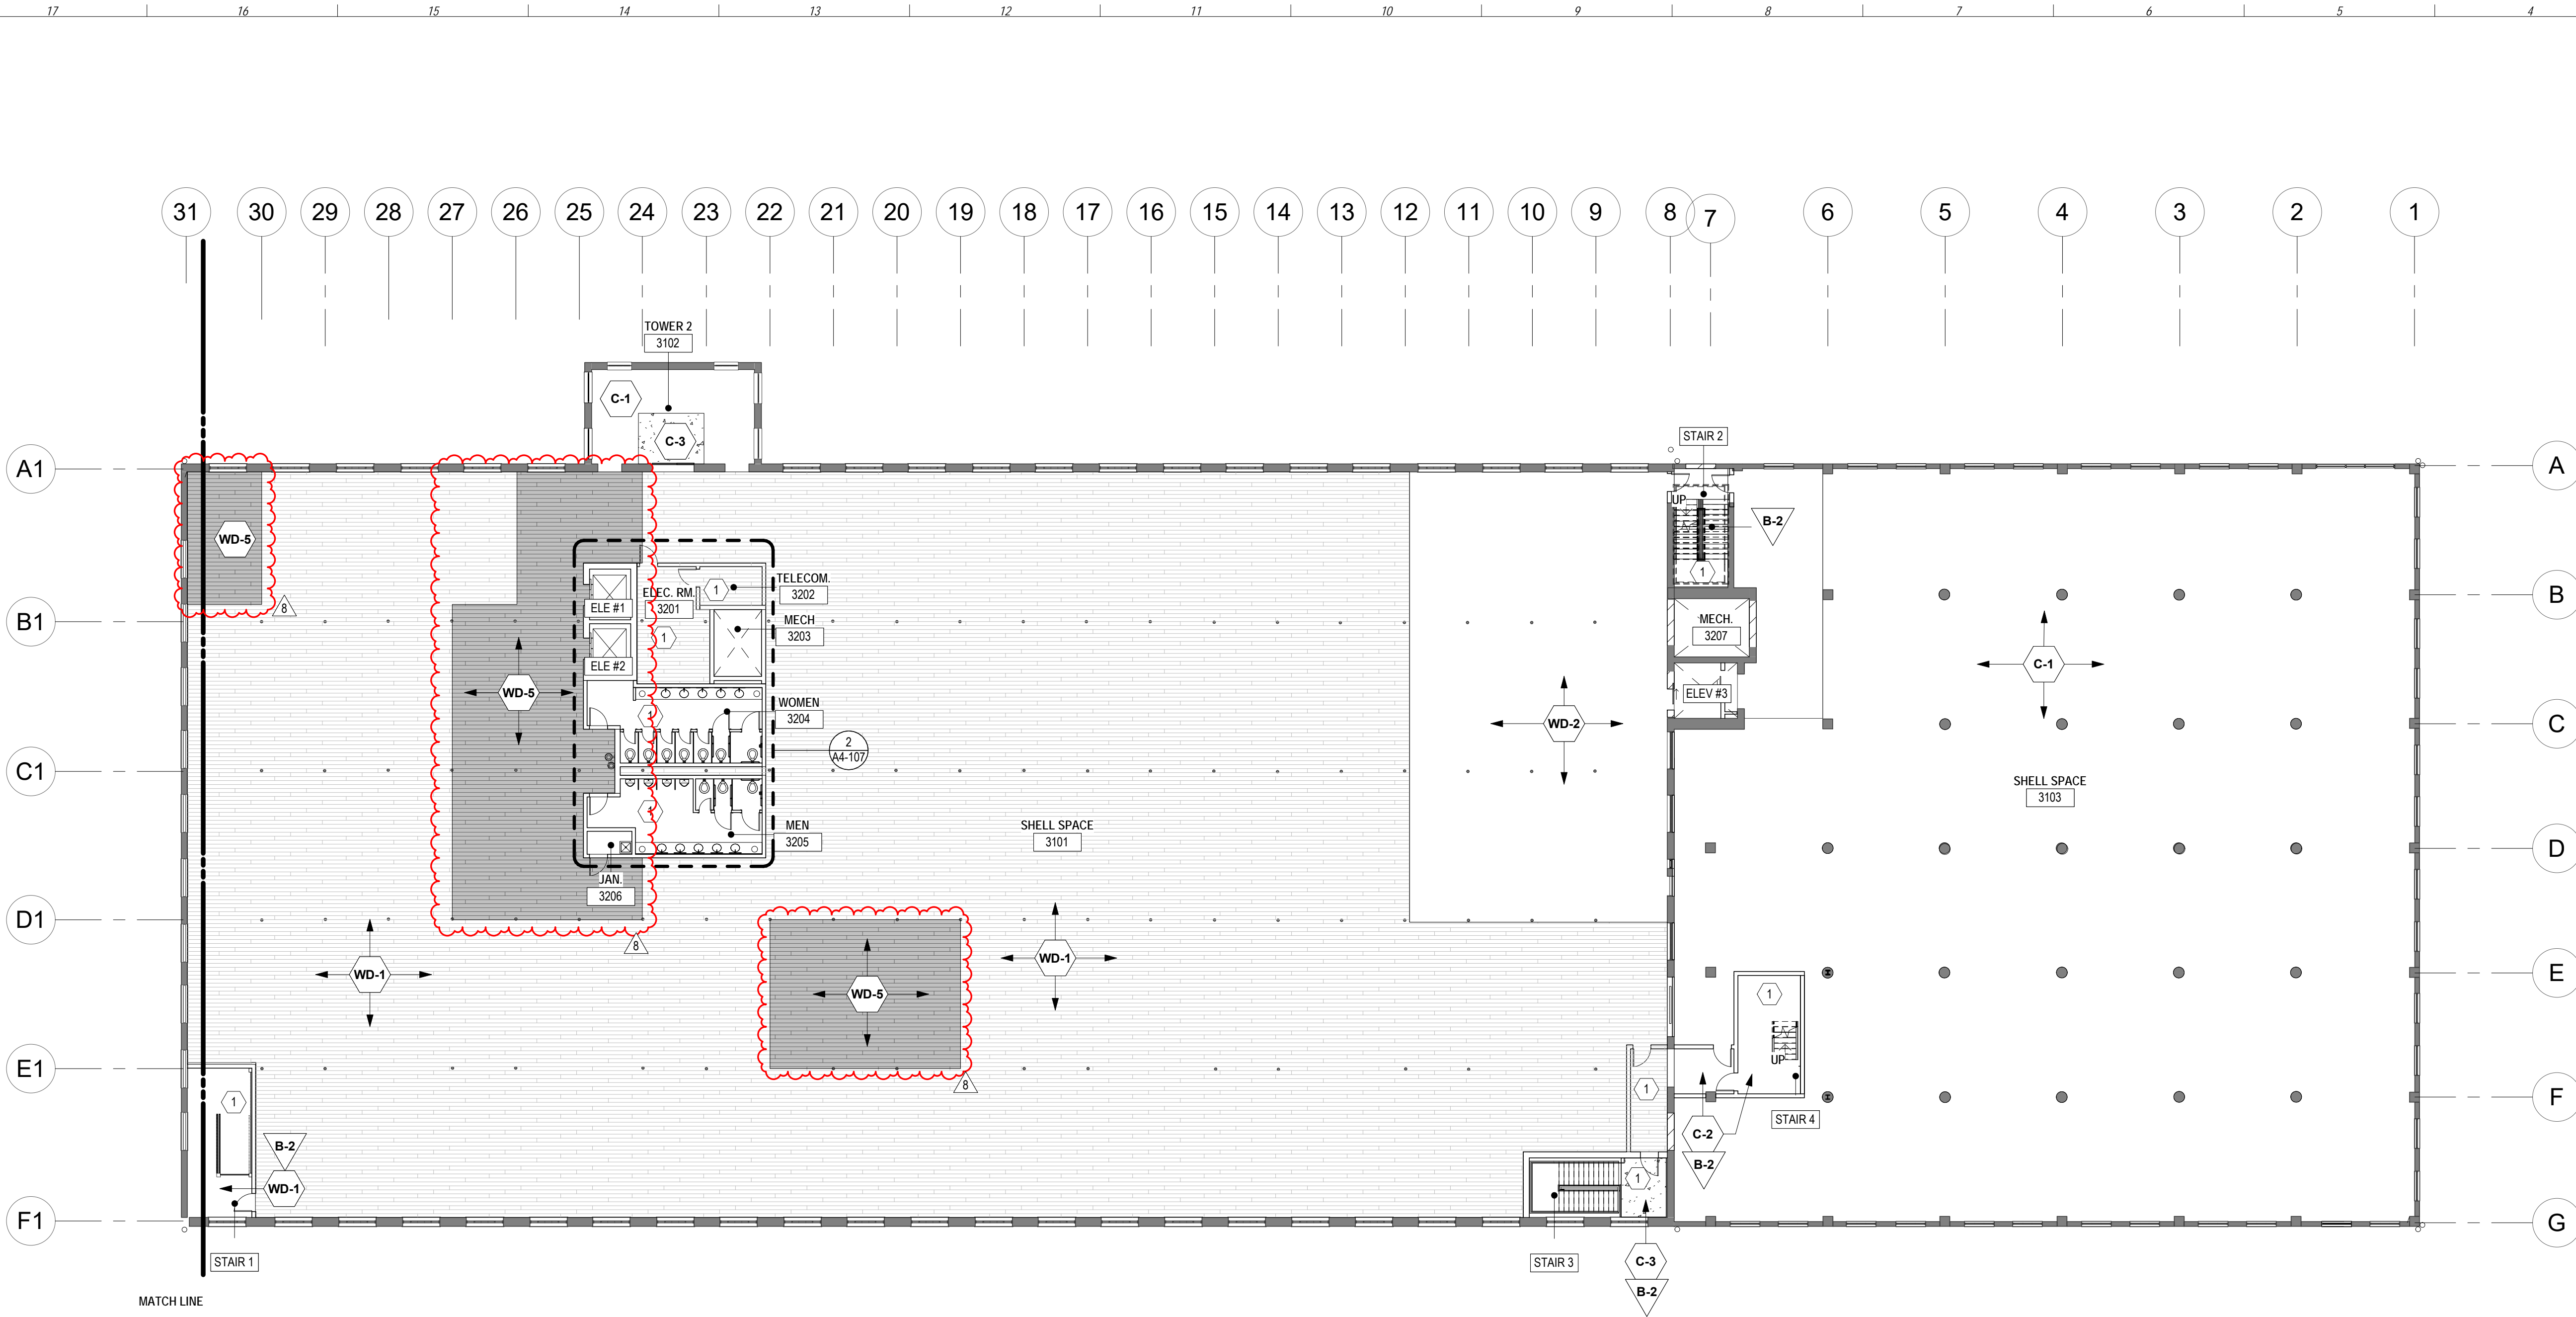 17 16 15 14 13 12 11 10 9 8 7 6 5 4
31 30 29 28 27 26 25 24 23 22 21 20 19 18 17 16 15 14 13 12 11 10 9 8 7 6 5 4 3 2 1
TOWER 2
3102
C-1
C-3
STAIR 2
A1
A
UP
B-2
WD-5
1
TELECOM.
3202
1
ELEC. RM.
3201
ELE #1
8
B1
B
MECH
3203
1
MECH.
3207
ELE #2
C-1
WD-5
ELEV #3
WOMEN
3204
1
WD-2
C
2
A4-107
C1
SHELL SPACE
3103
1
MEN
3205
SHELL SPACE
3101
D
JAN.
3206
D1
8
WD-1
WD-1
WD-5
E
1
UP
E1
8
1
1
F
STAIR 4
C-2
B-2
B-2
WD-1
1
F1
G
STAIR 1
STAIR 3
C-3
B-2
MATCH LINE